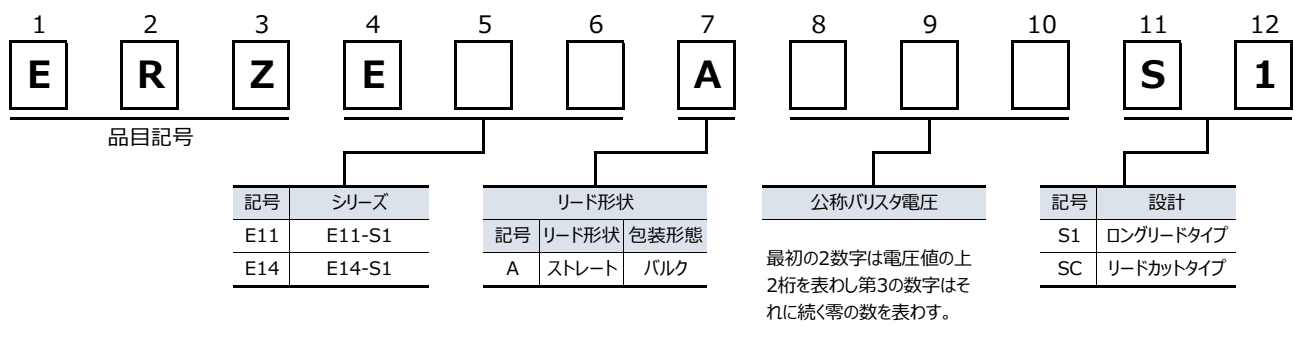 1 2 3 4 5 6 7 8 9 10 11 12
E R Z E A S 1
品目記号
記号 シリーズ
E11 E11-S1
E14 E14-S1
リード形状
記号 リード形状 包装形態
A ストレート バルク
公称バリスタ電圧
最初の2数字は電圧値の上
2桁を表わし第3の数字はそ
れに続く零の数を表わす。
記号 設計
S1 ロングリードタイプ
SC リードカットタイプ